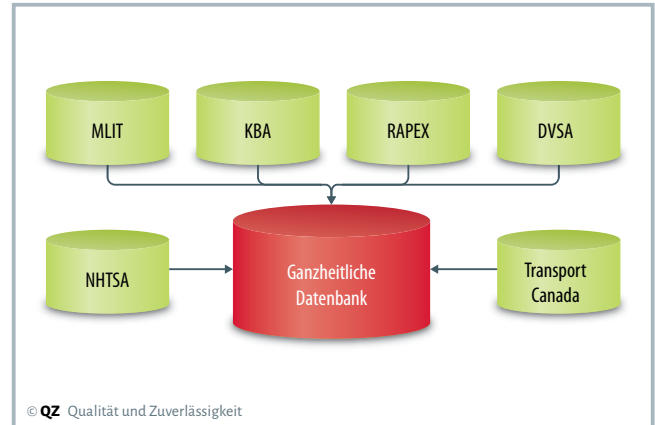 MLIT
KBA
RAPEX
DVSA
NHTSA
Ganzheitliche
Datenbank
Transport
Canada
© QZ Qualität und Zuverlässigkeit